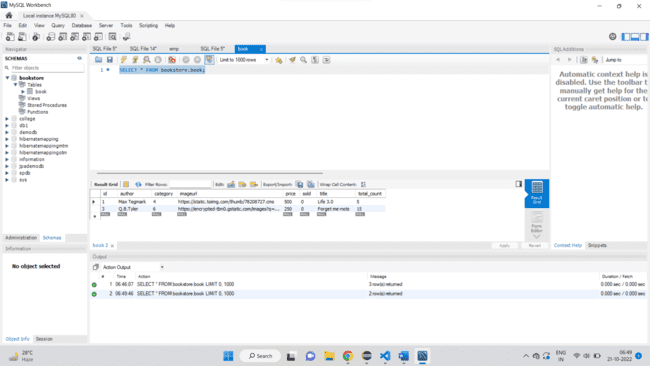 MySQL Workbench
Local instance MySQL80
File Edit View Query Database Server Tools Scripting Help
Navigator
SCHEMAS
Filter objects
bookstore
Tables
book
Views
Stored Procedures
Functions
college
db1
demodb
hibernatemapping
hibernatemappingmtm
hibernatemappingotm
information
jpademodb
spdb
sys
Administration Schemas
Information
No object selected
Object Info Session
SQL File 5* SQL File 14* emp SQL File 5* book
Limit to 1000 rows
1 SELECT * FROM bookstore.book;
Result Grid Filter Rows: Edit: Export/Import: Wrap Cell Content:
id author category imageurl price sold title total_count
1 Max Tegmark 4 https://static.toiimg.com/thumb/78208727.cms 500 0 Life 3.0 5
3 Q.B.Tyler 6 https://encrypted-tbn0.gstatic.com/images?q=... 250 0 Forget me nots 15
NULL NULL NULL NULL NULL NULL NULL NULL
Result Grid
Form Editor
book 2 Apply Revert
Output
Action Output
# Time Action Message Duration / Fetch
1 06:48:07 SELECT * FROM bookstore.book LIMIT 0, 1000 3 row(s) returned 0.000 sec / 0.000 sec
2 06:49:46 SELECT * FROM bookstore.book LIMIT 0, 1000 2 row(s) returned 0.000 sec / 0.000 sec
SQL Additions
Jump to
Automatic context help is
disabled. Use the toolbar t
manually get help for the
current caret position or t
toggle automatic help.
Context Help Snippets
28°C
Haze
Search
ENG
IN
06:49
21-10-2022